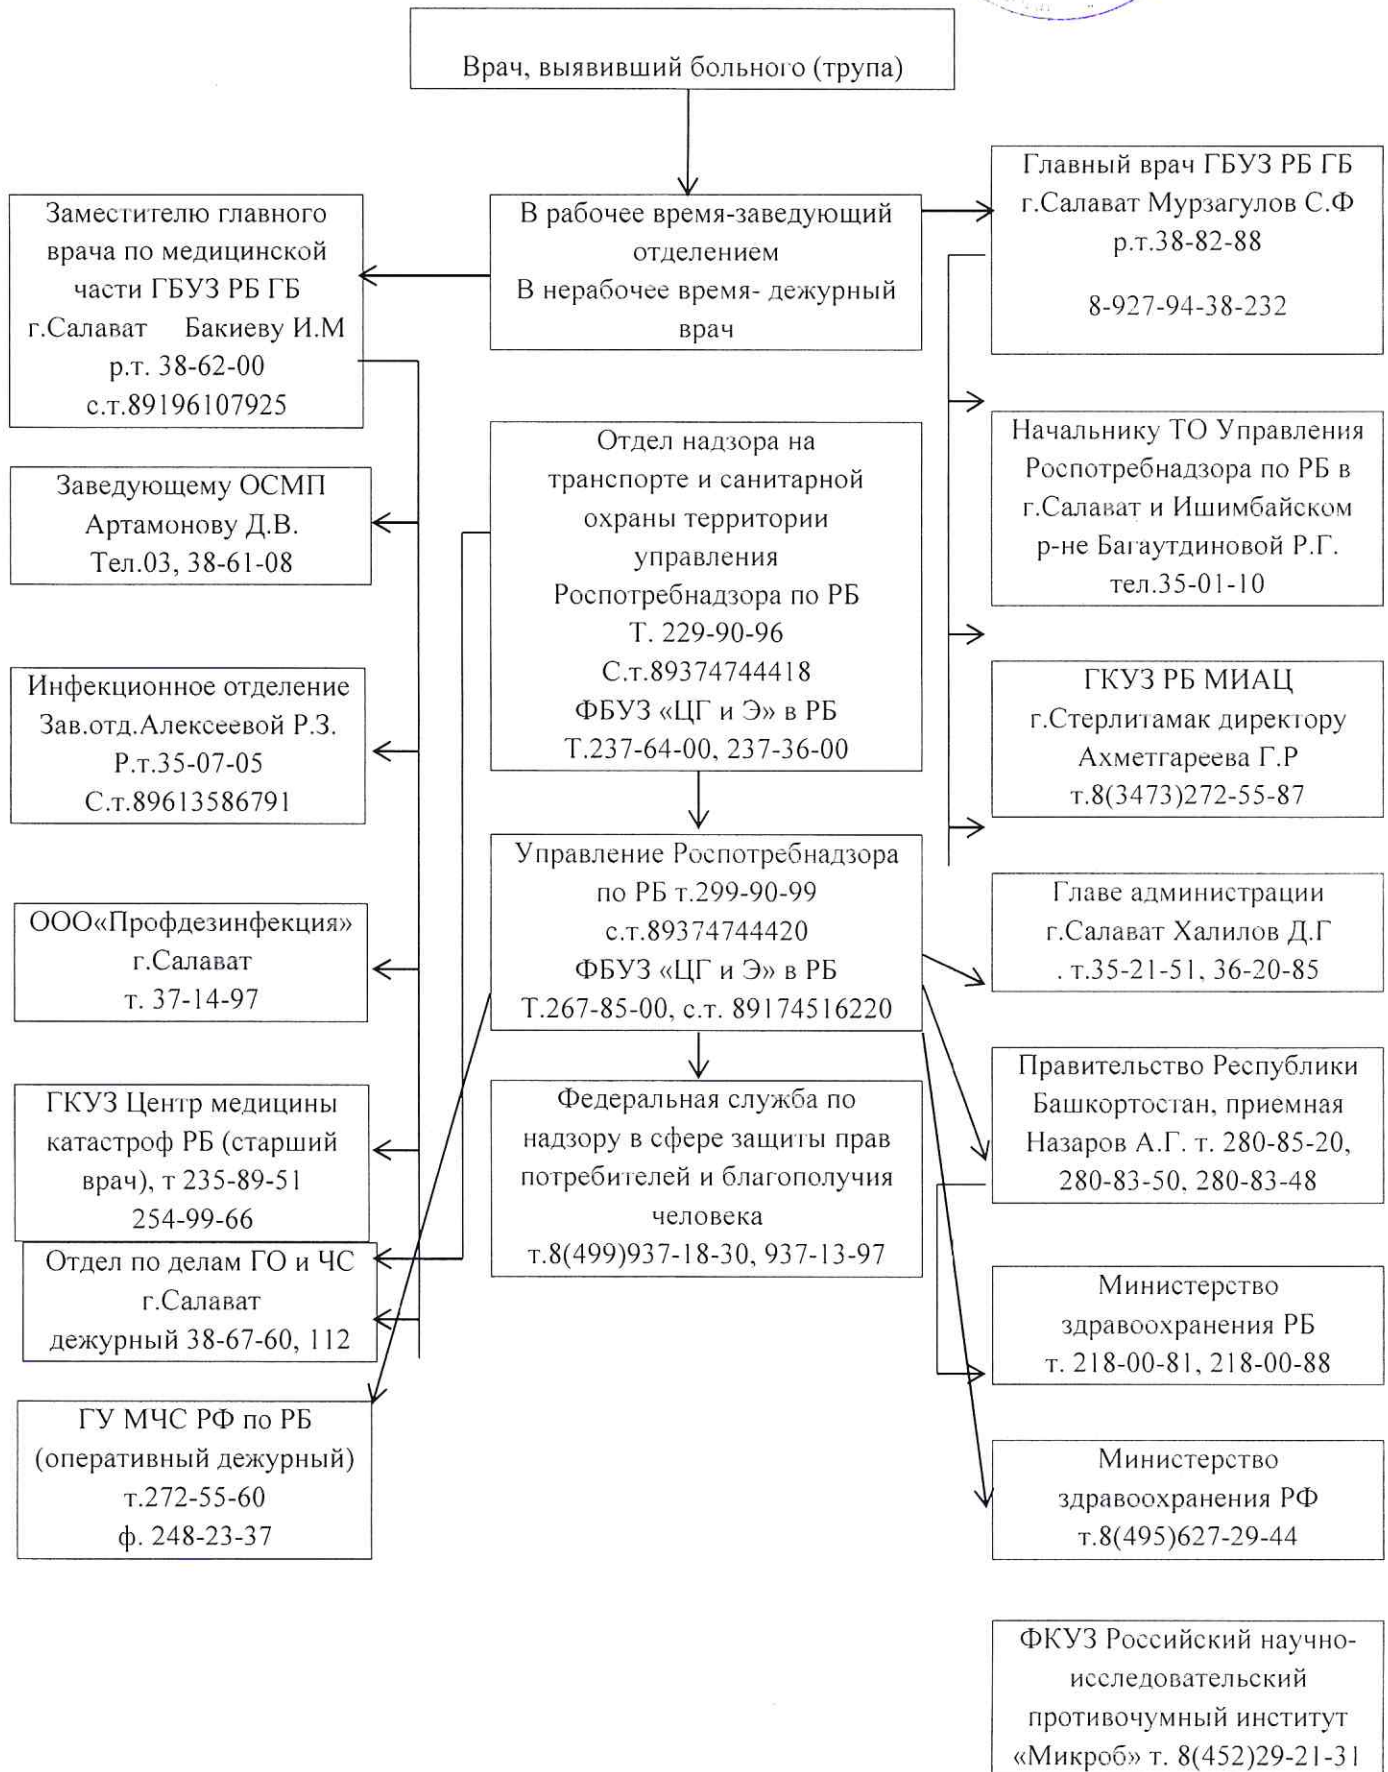 Врач, выявивший больного (трупа)
В рабочее время-заведующий
отделением
В нерабочее время- дежурный
врач
Главный врач ГБУЗ РБ ГБ
г.Салават Мурзагулов С.Ф
р.т.38-82-88
8-927-94-38-232
Заместителю главного
врача по медицинской
части ГБУЗ РБ ГБ
г.Салават Бакиеву И.М
р.т. 38-62-00
с.т.89196107925
Заведующему ОСМП
Артамонову Д.В.
Тел.03, 38-61-08
Инфекционное отделение
Зав.отд.Алексеевой Р.З.
Р.т.35-07-05
С.т.89613586791
ООО«Профдезинфекция»
г.Салават
т. 37-14-97
ГКУЗ Центр медицины
катастроф РБ (старший
врач), т 235-89-51
254-99-66
Отдел по делам ГО и ЧС
г.Салават
дежурный 38-67-60, 112
ГУ МЧС РФ по РБ
(оперативный дежурный)
т.272-55-60
ф. 248-23-37
Отдел надзора на
транспорте и санитарной
охраны территории
управления
Роспотребнадзора по РБ
Т. 229-90-96
С.т.89374744418
ФБУЗ «ЦГ и Э» в РБ
Т.237-64-00, 237-36-00
Управление Роспотребнадзора
по РБ т.299-90-99
с.т.89374744420
ФБУЗ «ЦГ и Э» в РБ
Т.267-85-00, с.т. 89174516220
Федеральная служба по
надзору в сфере защиты прав
потребителей и благополучия
человека
т.8(499)937-18-30, 937-13-97
Начальнику ТО Управления
Роспотребнадзора по РБ в
г.Салават и Ишимбайском
р-не Багаутдиновой Р.Г.
тел.35-01-10
ГКУЗ РБ МИАЦ
г.Стерлитамак директору
Ахметгареева Г.Р
т.8(3473)272-55-87
Главе администрации
г.Салават Халилов Д.Г
. т.35-21-51, 36-20-85
Правительство Республики
Башкортостан, приемная
Назаров А.Г. т. 280-85-20,
280-83-50, 280-83-48
Министерство
здравоохранения РБ
т. 218-00-81, 218-00-88
Министерство
здравоохранения РФ
т.8(495)627-29-44
ФКУЗ Российский научно-
исследовательский
противочумный институт
«Микроб» т. 8(452)29-21-31